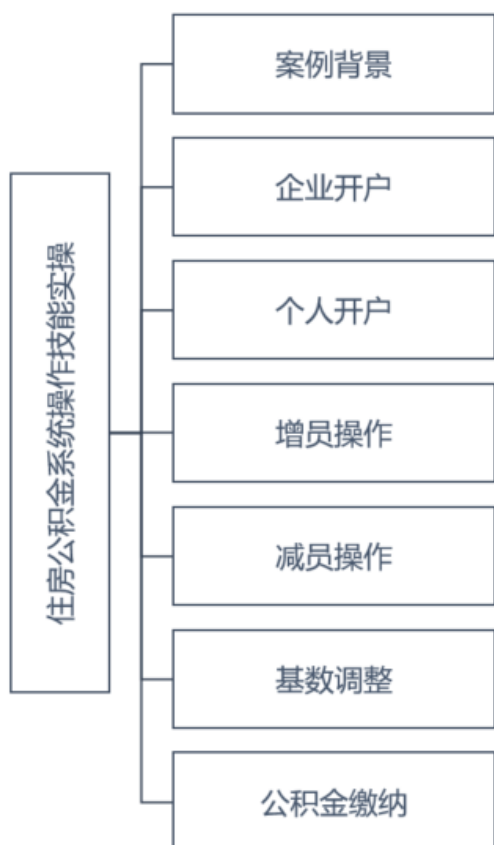 住房公积金系统操作技能实操
案例背景
企业开户
个人开户
增员操作
减员操作
基数调整
公积金缴纳